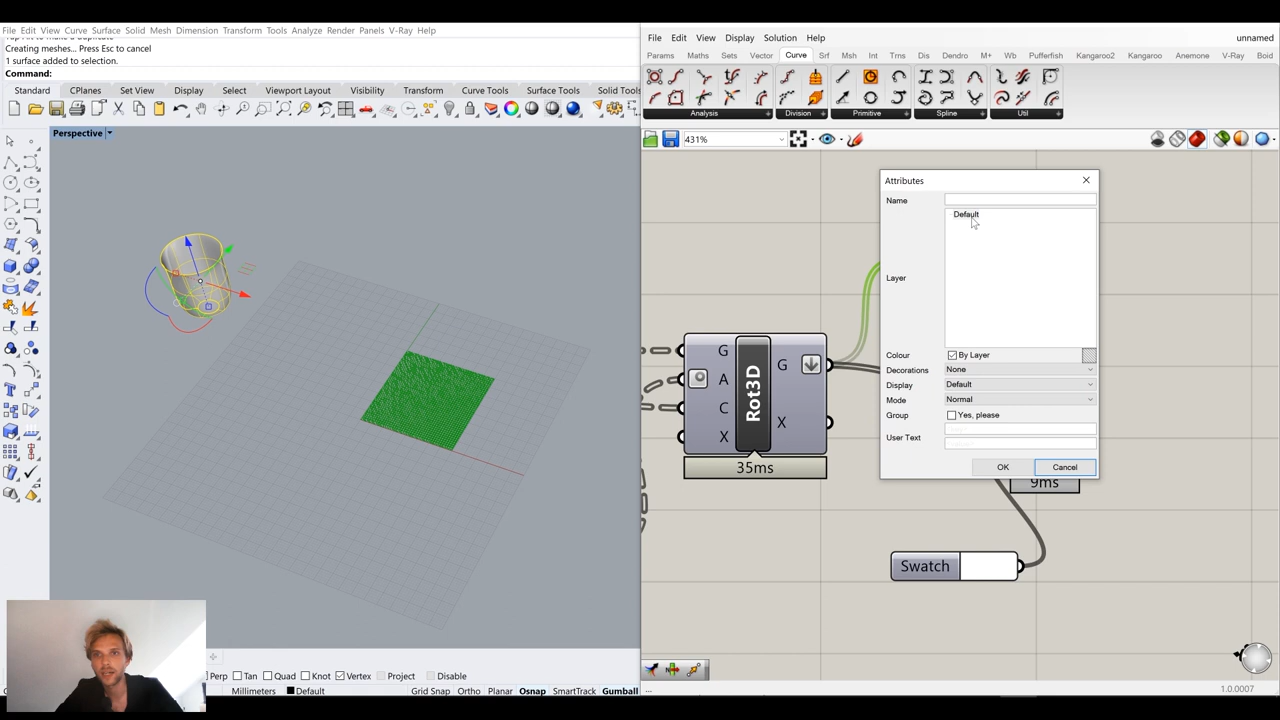 File Edit View Curve Surface Solid Mesh Dimension Transform Tools Analyze Render Panels V-Ray Help
Creating meshes... Press Esc to cancel
1 surface added to selection.
Command:
Standard CPlanes Set View Display Select Viewport Layout Visibility Transform Curve Tools Surface Tools Solid Tools
Perspective
Perp Tan Quad Knot Vertex Project Disable
Millimeters Default Grid Snap Ortho Planar Osnap SmartTrack Gumball
File Edit View Display Solution Help unnamed
Params Maths Sets Vector Curve Srf Msh Int Trns Dis Dendro M+ Wb Pufferfish Kangaroo2 Kangaroo Anemone V-Ray Boid
Analysis Division Primitive Spline Util
431%
Attributes
Name
Default
Layer
Colour By Layer
Decorations None
Display Default
Mode Normal
Group Yes, please
User Text
OK Cancel
G
A
C
X
Rot3D
G
X
35ms
9ms
Swatch
...
1.0.0007